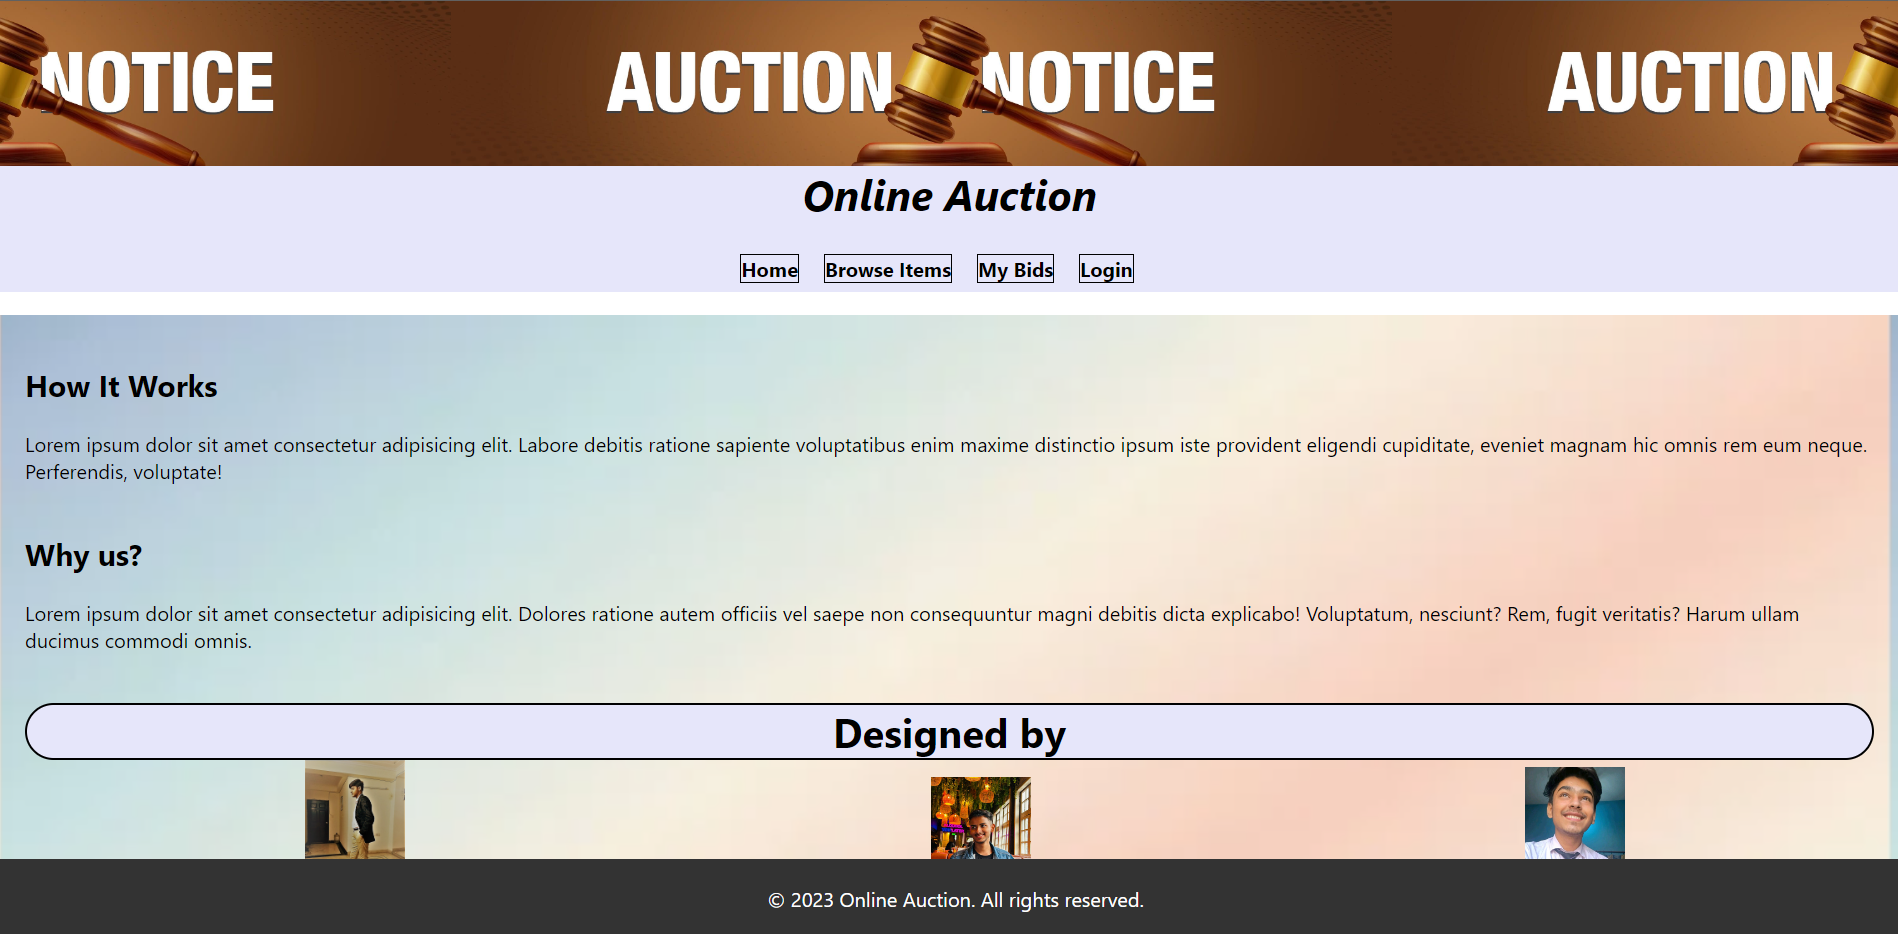 NOTICE AUCTION NOTICE AUCTION
Online Auction
Home Browse Items My Bids Login
How It Works
Lorem ipsum dolor sit amet consectetur adipisicing elit. Labore debitis ratione sapiente voluptatibus enim maxime distinctio ipsum iste provident eligendi cupiditate, eveniet magnam hic omnis rem eum neque.
Perferendis, voluptate!
Why us?
Lorem ipsum dolor sit amet consectetur adipisicing elit. Dolores ratione autem officiis vel saepe non consequuntur magni debitis dicta explicabo! Voluptatum, nesciunt? Rem, fugit veritatis? Harum ullam
ducimus commodi omnis.
Designed by
© 2023 Online Auction. All rights reserved.